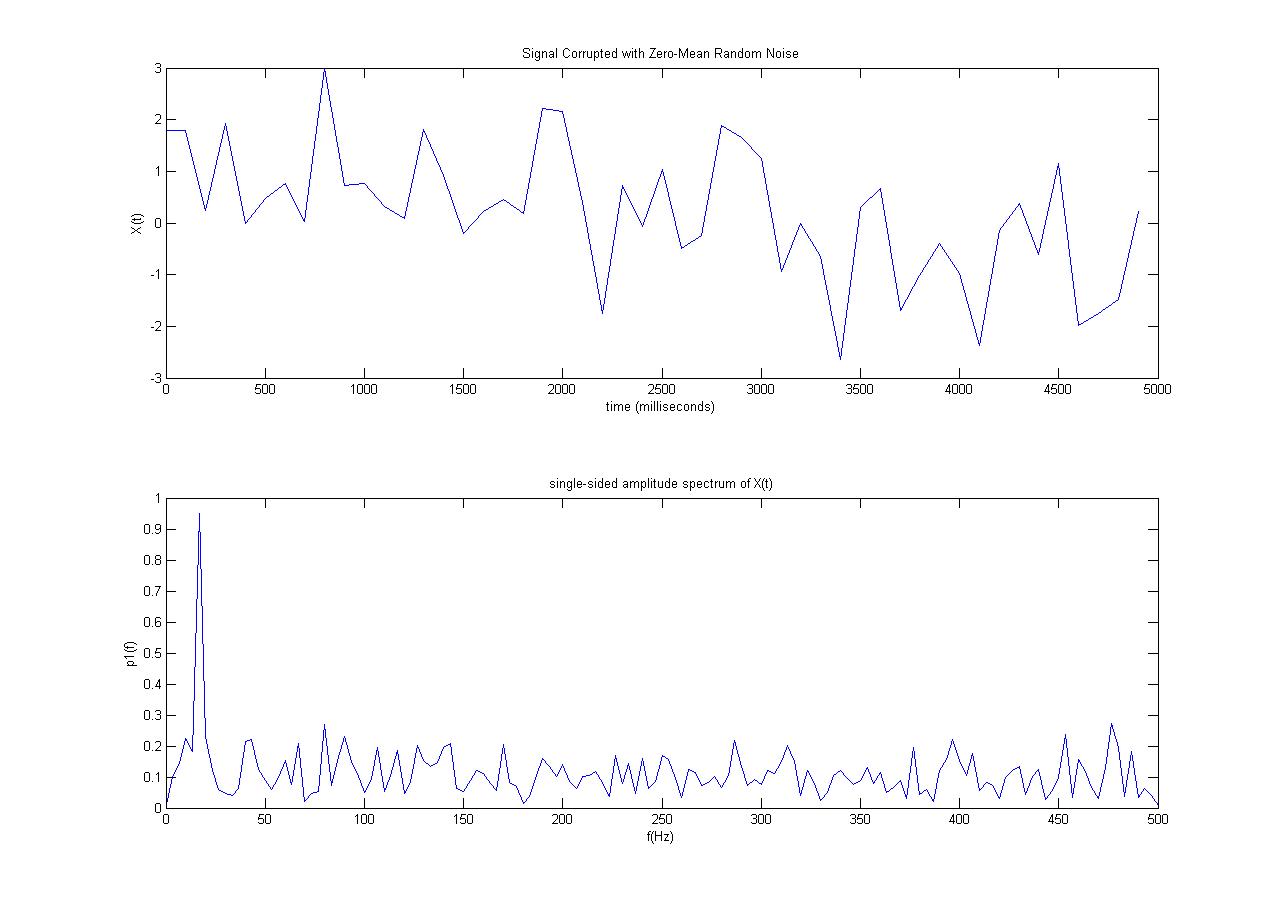 Signal Corrupted with Zero-Mean Random Noise
3
2
1
0
-1
-2
-3
X(t)
0 500 1000 1500 2000 2500 3000 3500 4000 4500 5000
time (milliseconds)
single-sided amplitude spectrum of X(t)
1
0.9
0.8
0.7
0.6
0.5
0.4
0.3
0.2
0.1
0
p1(f)
0 50 100 150 200 250 300 350 400 450 500
f(Hz)